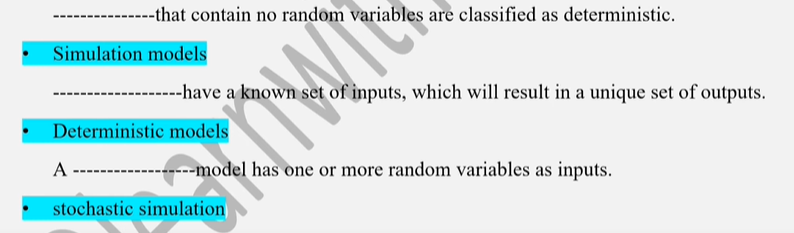 ---------------that contain no random variables are classified as deterministic.
• Simulation models
-------------------have a known set of inputs, which will result in a unique set of outputs.
• Deterministic models
A ------------------model has one or more random variables as inputs.
• stochastic simulation